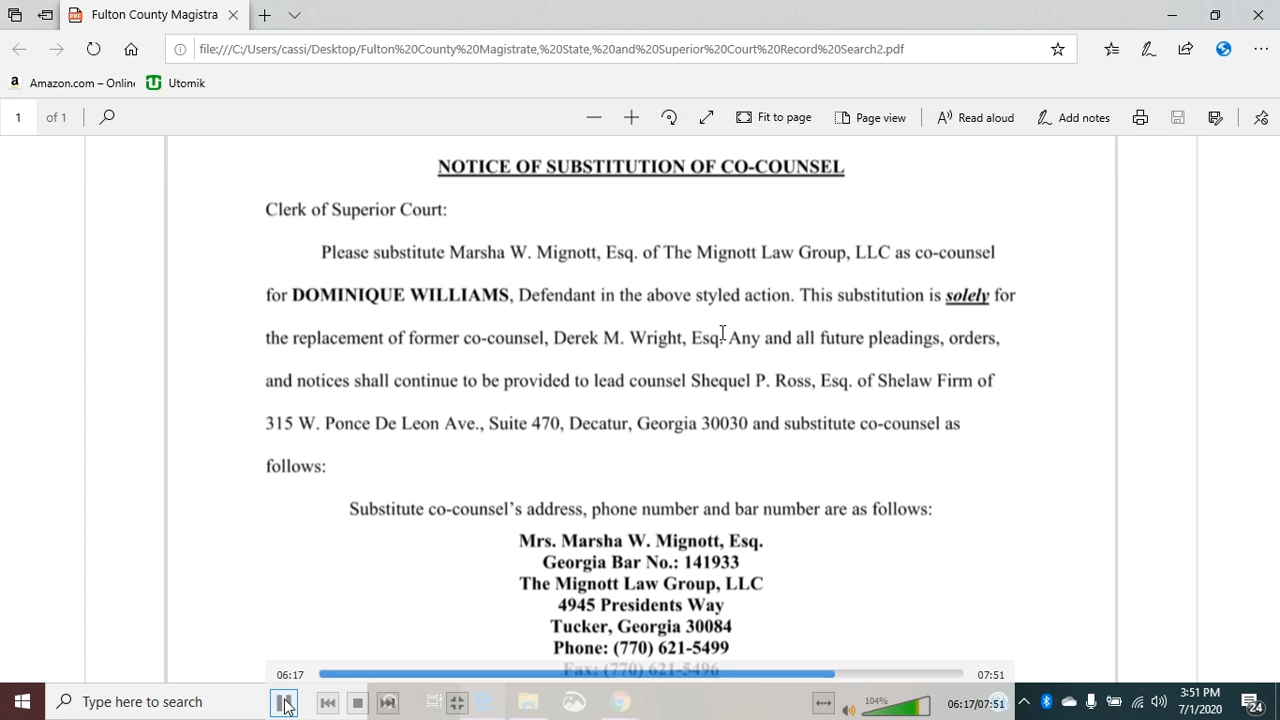 Fulton County Magistra
file:///C:/Users/cassi/Desktop/Fulton%20County%20Magistrate,%20State,%20and%20Superior%20Court%20Record%20Search2.pdf
Amazon.com – Online
Utomik
1 of 1
Fit to page
Page view
Read aloud
Add notes
NOTICE OF SUBSTITUTION OF CO-COUNSEL
Clerk of Superior Court:
Please substitute Marsha W. Mignott, Esq. of The Mignott Law Group, LLC as co-counsel
for DOMINIQUE WILLIAMS, Defendant in the above styled action. This substitution is solely for
the replacement of former co-counsel, Derek M. Wright, Esq. Any and all future pleadings, orders,
and notices shall continue to be provided to lead counsel Shequel P. Ross, Esq. of Shelaw Firm of
315 W. Ponce De Leon Ave., Suite 470, Decatur, Georgia 30030 and substitute co-counsel as
follows:
Substitute co-counsel's address, phone number and bar number are as follows:
Mrs. Marsha W. Mignott, Esq.
Georgia Bar No.: 141933
The Mignott Law Group, LLC
4945 Presidents Way
Tucker, Georgia 30084
Phone: (770) 621-5499
Fax: (770) 621-5496
06:17
07:51
Type here to search
104%
06:17/07:51
3:51 PM
7/1/2020
24